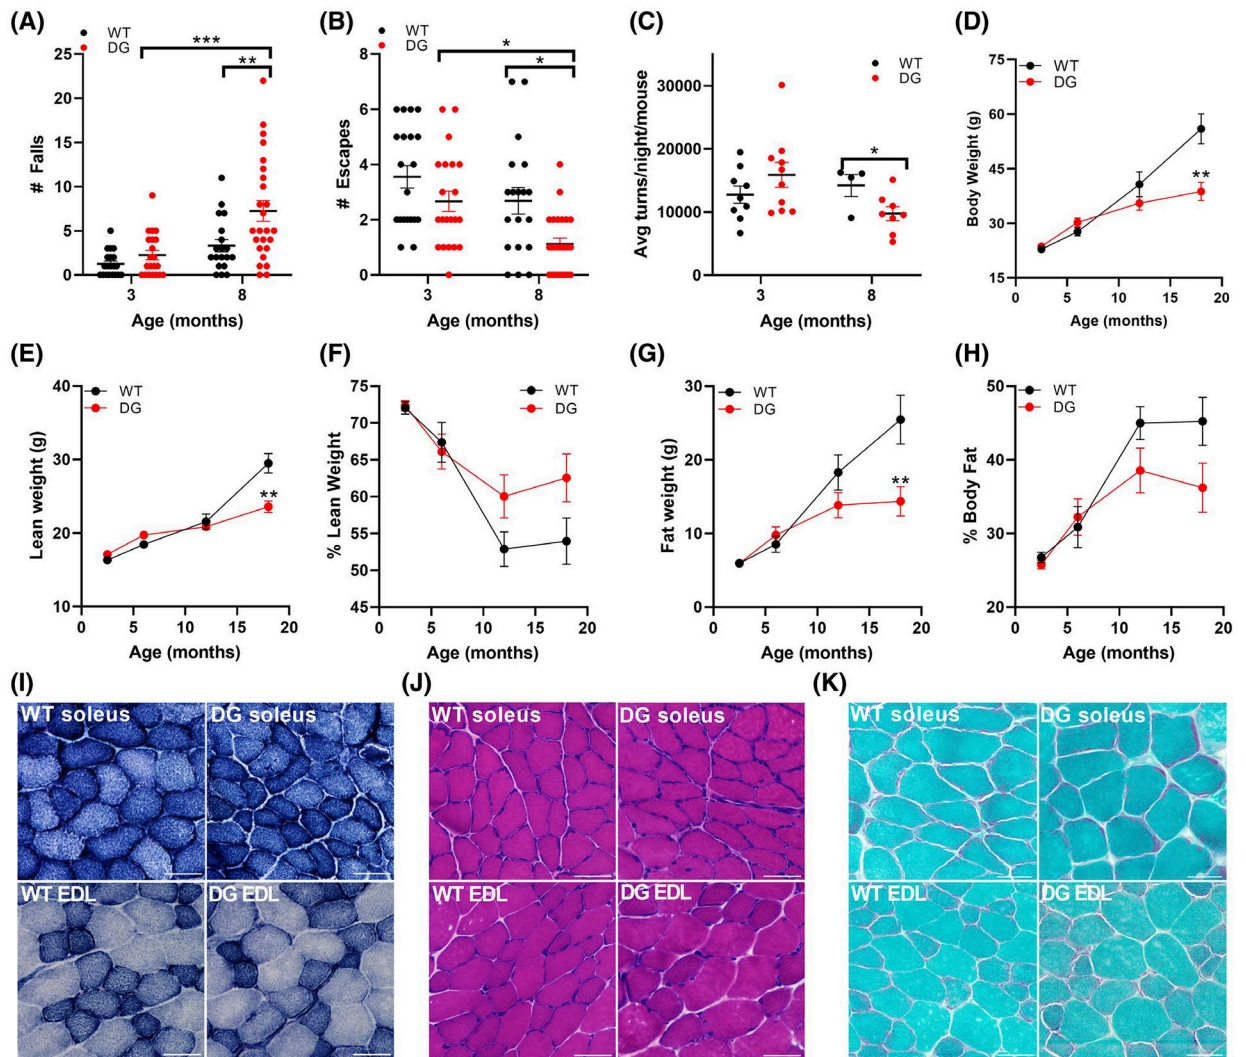 (A)
WT
DG
***
**
# Falls
25
20
15
10
5
0
3
8
Age (months)
(B)
WT
DG
*
*
# Escapes
8
6
4
2
0
3
8
Age (months)
(C)
WT
DG
*
Avg turns/night/mouse
30000
20000
10000
0
3
8
Age (months)
(D)
WT
DG
**
Body Weight (g)
75
60
45
30
15
0
5
10
15
20
Age (months)
(E)
WT
DG
**
Lean weight (g)
40
30
20
10
0
5
10
15
20
Age (months)
(F)
WT
DG
% Lean Weight
75
70
65
60
55
50
45
0
5
10
15
20
Age (months)
(G)
WT
DG
**
Fat weight (g)
30
20
10
0
0
5
10
15
20
Age (months)
(H)
WT
DG
% Body Fat
50
40
30
20
0
5
10
15
20
Age (months)
(I)
WT soleus
DG soleus
WT EDL
DG EDL
(J)
WT soleus
DG soleus
WT EDL
DG EDL
(K)
WT soleus
DG soleus
WT EDL
DG EDL